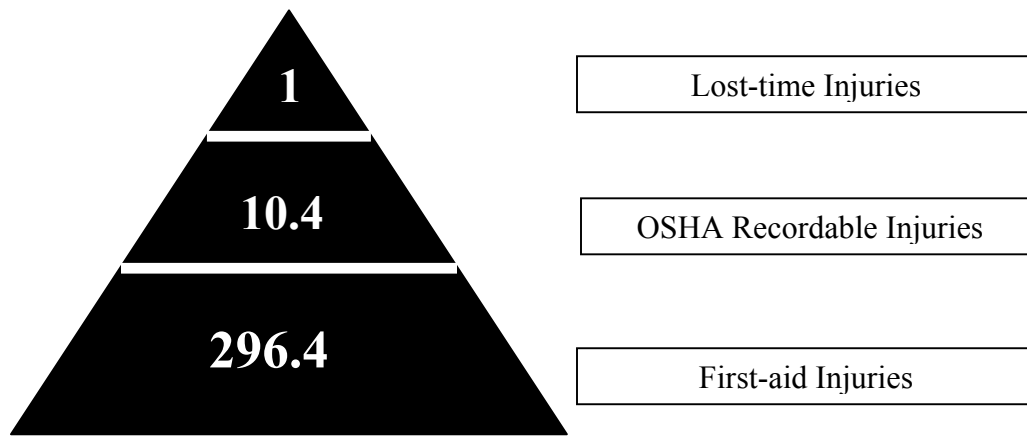 1
Lost-time Injuries
10.4
OSHA Recordable Injuries
296.4
First-aid Injuries